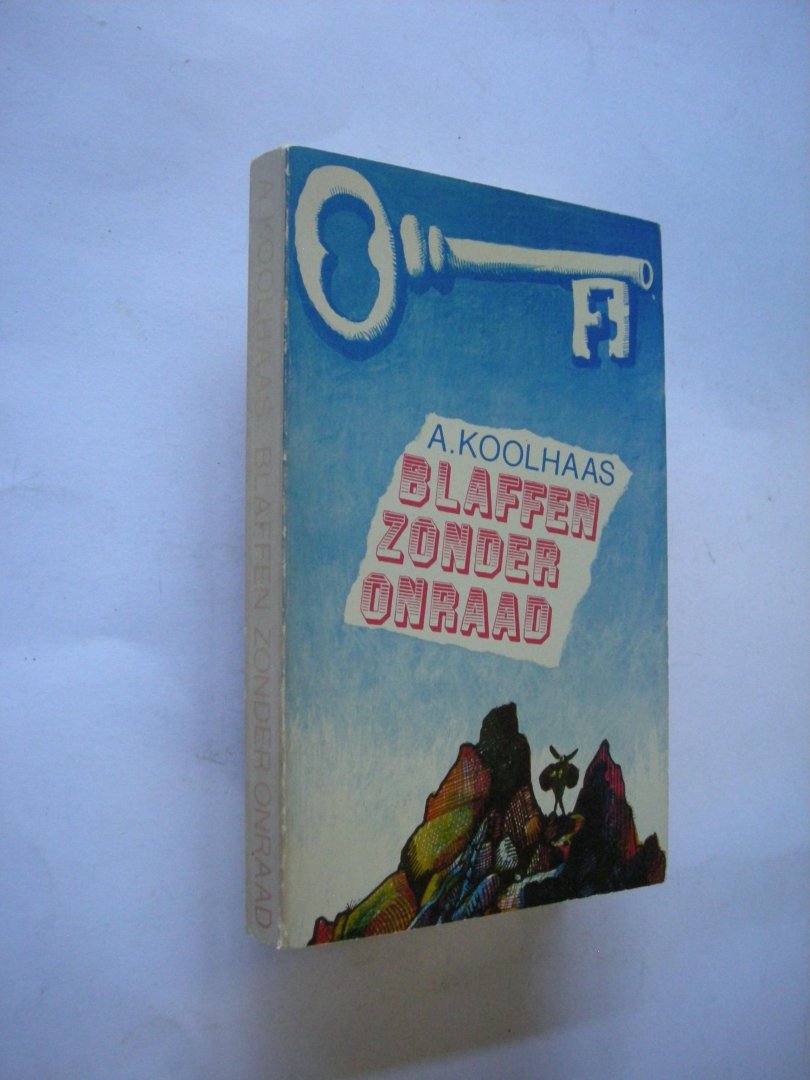 A. KOOLHAAS BLAFFEN ZONDER ONRAAD
A.KOOLHAAS
BLAFFEN
ZONDER
ONRAAD